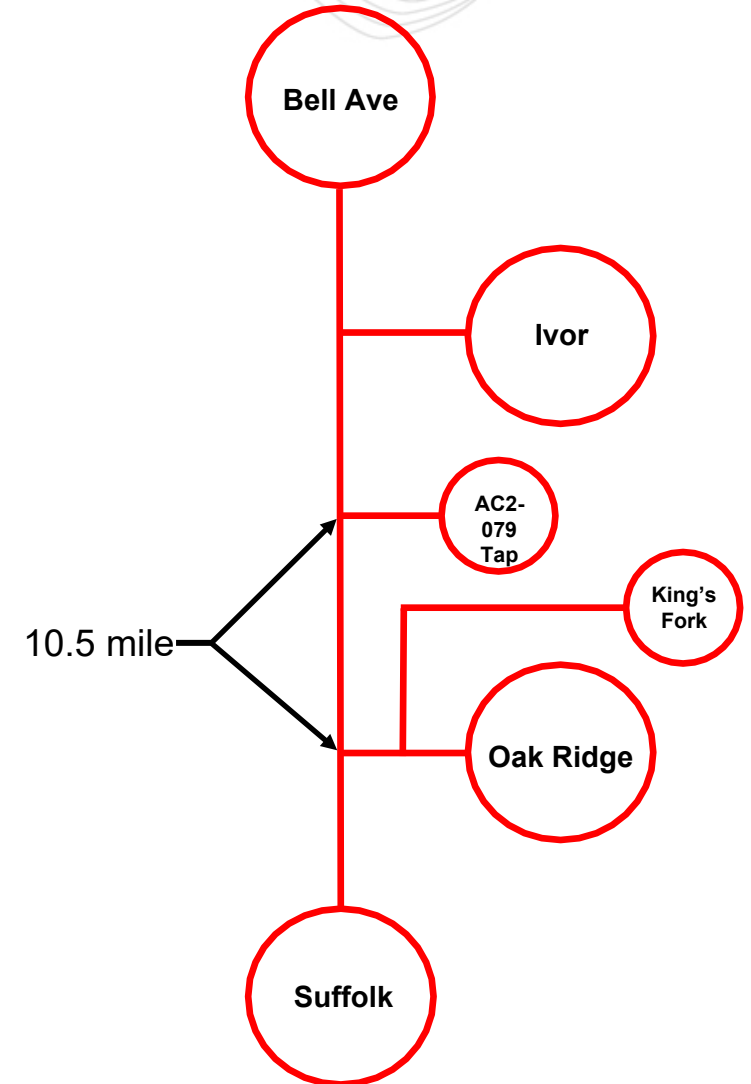 Bell Ave
Ivor
AC2-
079
Tap
King's
Fork
10.5 mile
Oak Ridge
Suffolk